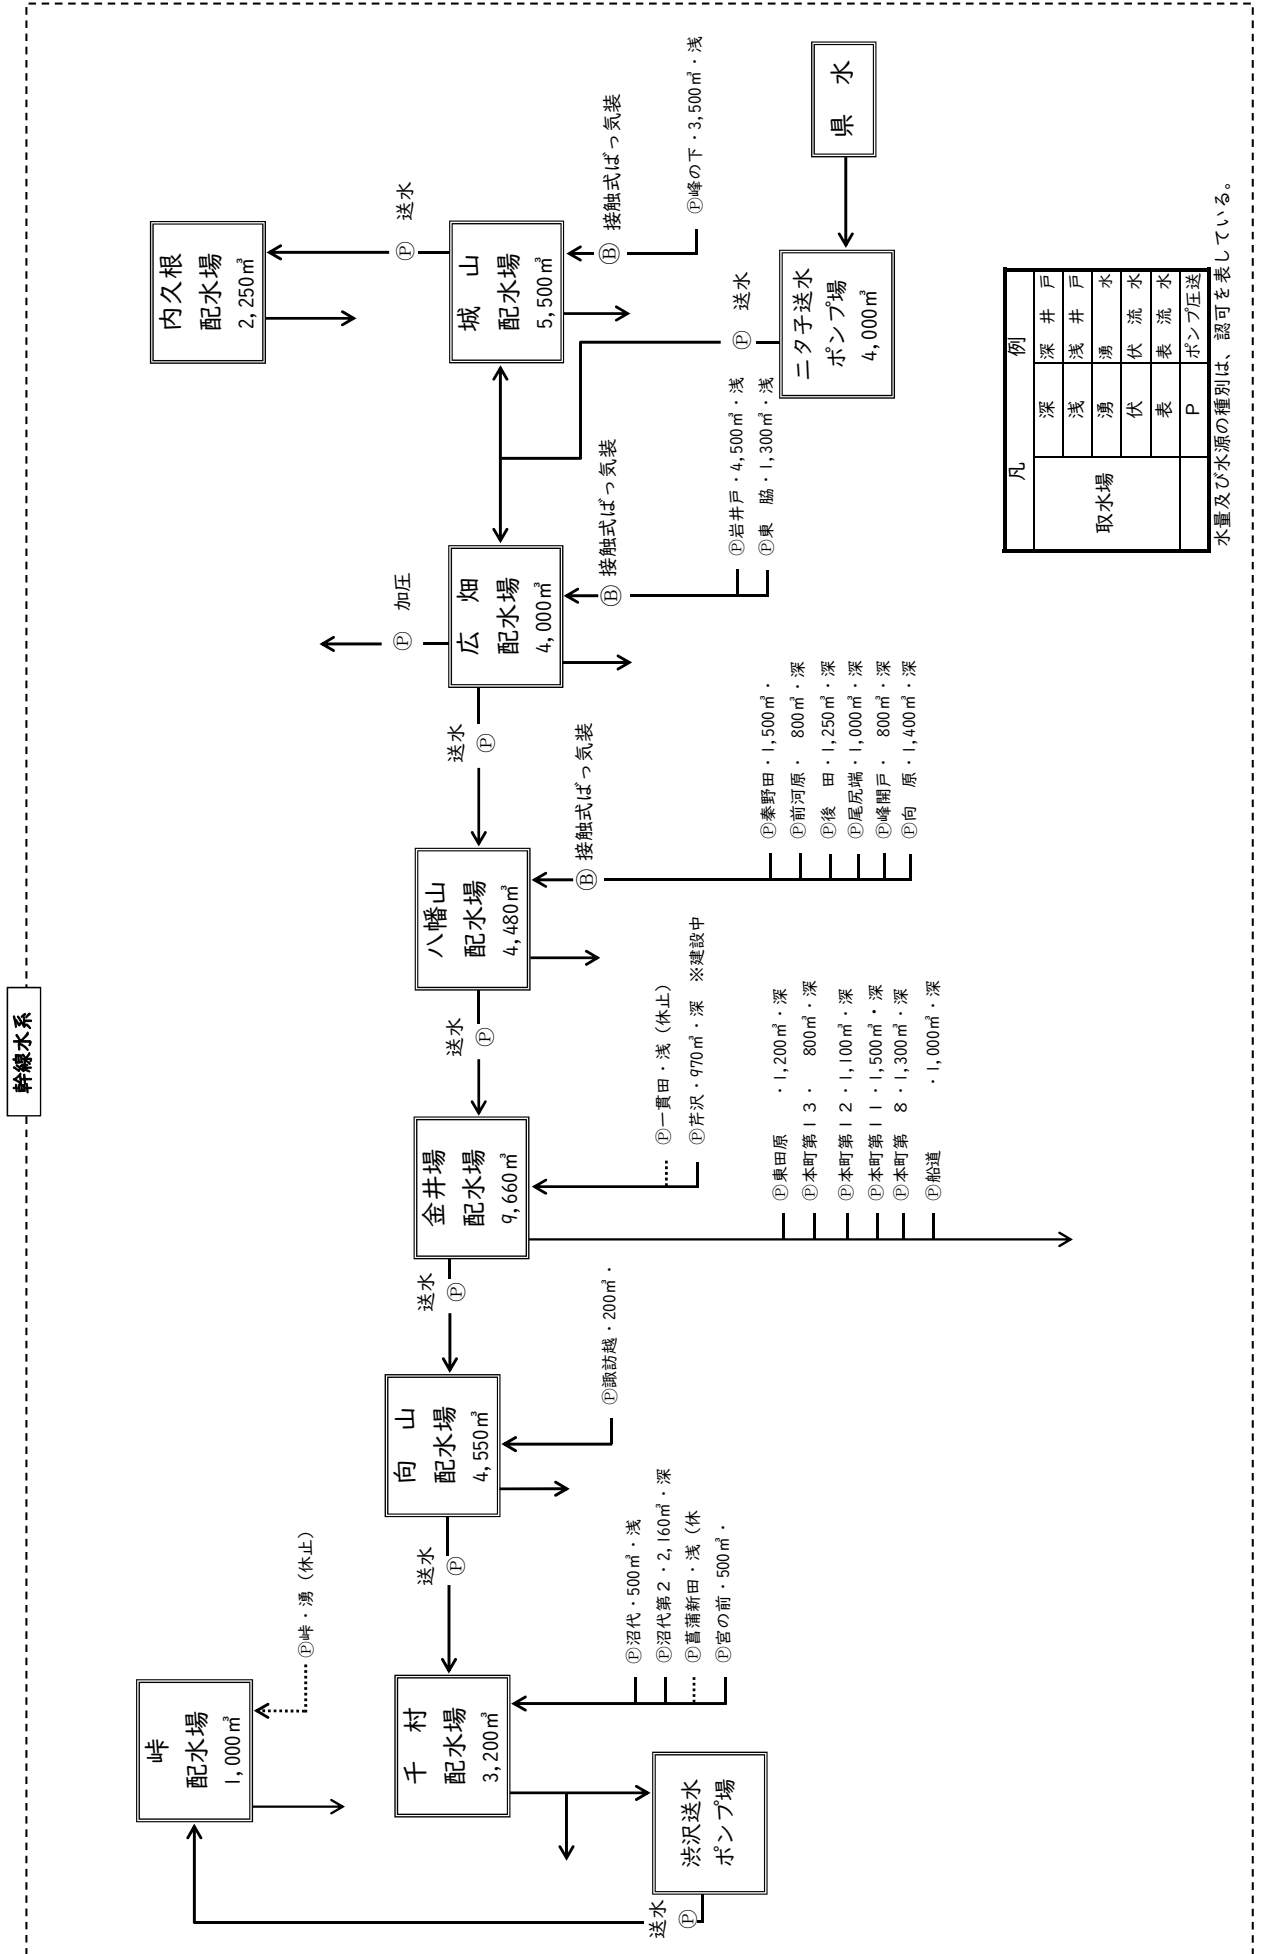 幹線水系
峠
配水場
1,000㎥
Ⓟ峠・湧（休止）
送水
Ⓟ
渋沢送水
ポンプ場
千 村
配水場
3,200㎥
Ⓟ沼代・500㎥・浅
Ⓟ沼代第２・2,160㎥・深
Ⓟ菖蒲新田・浅（休
Ⓟ宮の前・500㎥・
送水
Ⓟ
向 山
配水場
4,550㎥
Ⓟ諏訪越・200㎥・
送水
Ⓟ
金井場
配水場
9,660㎥
Ⓟ一貫田・浅（休止）
Ⓟ芹沢・970㎥・深 ※建設中
Ⓟ東田原 ・1,200㎥・深
Ⓟ本町第１３・ 800㎥・深
Ⓟ本町第１２・1,100㎥・深
Ⓟ本町第１１・1,500㎥・深
Ⓟ本町第 ８・1,300㎥・深
Ⓟ船道 ・1,000㎥・深
送水
Ⓟ
八幡山
配水場
4,480㎥
Ⓑ 接触式ばっ気装
Ⓟ秦野田・1,500㎥・
Ⓟ前河原・ 800㎥・深
Ⓟ後 田・1,250㎥・深
Ⓟ尾尻端・1,000㎥・深
Ⓟ峰開戸・ 800㎥・深
Ⓟ向 原・1,400㎥・深
送水
Ⓟ
広 畑
配水場
4,000㎥
Ⓟ 加圧
Ⓑ 接触式ばっ気装
Ⓟ岩井戸・4,500㎥・浅
Ⓟ東 脇・1,300㎥・浅
内久根
配水場
2,250㎥
Ⓟ 送水
城 山
配水場
5,500㎥
Ⓑ 接触式ばっ気装
Ⓟ峰の下・3,500㎥・浅
Ⓟ 送水
二タ子送水
ポンプ場
4,000㎥
県 水
凡 例
取水場
深 深井戸
浅 浅井戸
湧 湧水
伏 伏流水
表 表流水
P ポンプ圧送
水量及び水源の種別は、認可を表している。